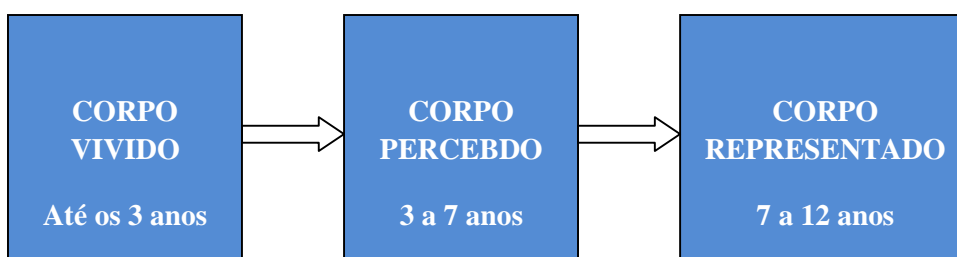 CORPO
VIVIDO
Até os 3 anos
CORPO
PERCEBDO
3 a 7 anos
CORPO
REPRESENTADO
7 a 12 anos